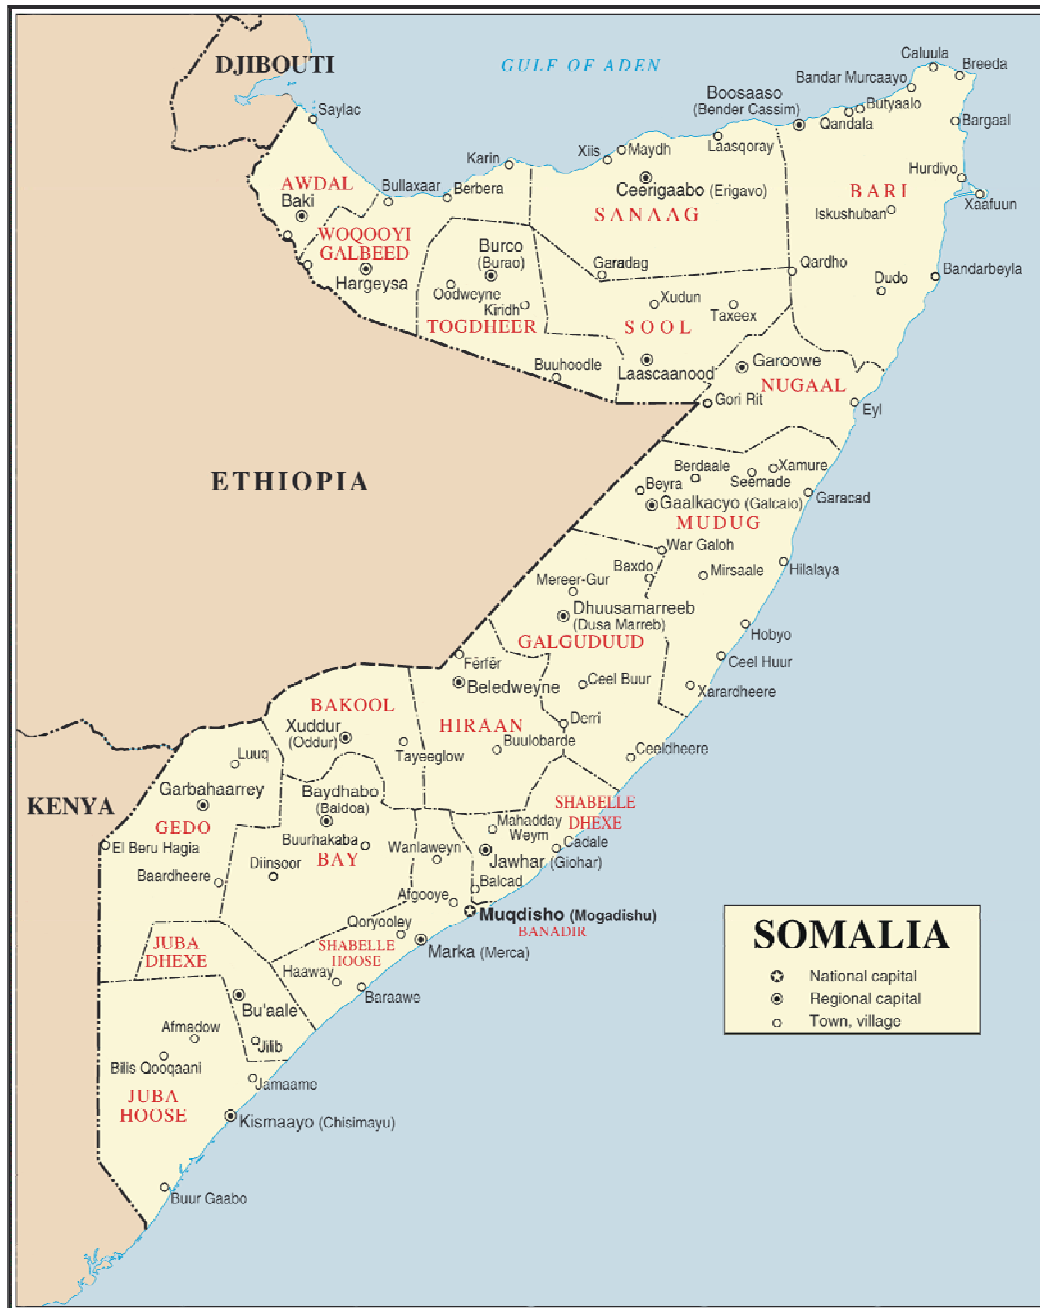 DJIBOUTI
GULF OF ADEN
Caluula
Breeda
Bandar Murcaayo
Boosaaso
(Bender Cassim)
Butyaalo
Qandala
Bargaal
Saylac
Xiis
Maydh
Laasqoray
Karin
Hurdiyo
Xaafuun
AWDAL
Baki
Bullaxaar
Berbera
Ceerigaabo (Erigavo)
SANAAG
BARI
Iskushuban
WOQOOYI
GALBEED
Hargeysa
Burco
(Burao)
Garadag
Qardho
Bandarbeyla
Dudo
Oodweyne
Kiridh
Xudun
Taxeex
TOGDHEER
SOOL
Buuhoodle
Laascaanood
Garoowe
NUGAAL
Gori Rit
Eyl
ETHIOPIA
Berdaale
Xamure
Seemade
Beyra
Gaalkacyo (Galcaio)
Garacad
MUDUG
War Galoh
Baxdo
Mirsaale
Hilalaya
Mereer-Gur
Dhuusamarreeb
(Dusa Marreb)
GALGUDUUD
Hobyo
Ceel Huur
Fërfër
Beledweyne
Ceel Buur
Xarardheere
BAKOOL
Xuddur
(Oddur)
HIRAAN
Derri
Buulobarde
Tayeeglow
Ceeldheere
Luuq
KENYA
Garbahaarrey
Baydhabo
(Baidoa)
SHABELLE
DHEXE
GEDO
Mahadday
Weym
El Beru Hagia
Buurhakaba
BAY
Wanlaweyn
Cadale
Jawhar (Giohar)
Baardheere
Diinsoor
Balcad
Afgooye
Muqdisho (Mogadishu)
BANADIR
Qoryooley
JUBA
DHEXE
SHABELLE
HOOSE
Marka (Merca)
Haaway
Baraawe
Bu'aale
Afmadow
Jilib
Bilis Qooqaani
Jamaame
JUBA
HOOSE
Kismaayo (Chisimayu)
Buur Gaabo
SOMALIA
National capital
Regional capital
Town, village